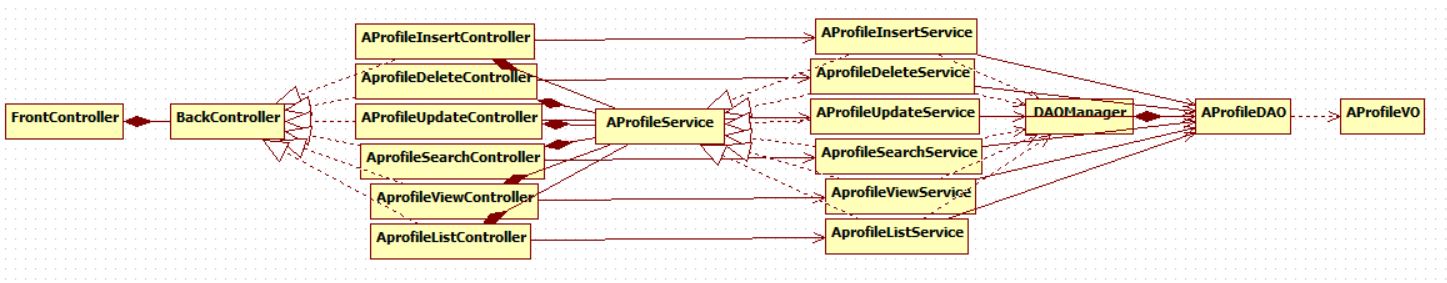 FrontController
BackController
AProfileInsertController
AprofileDeleteController
AProfileUpdateController
AprofileSearchController
AprofileViewController
AprofileListController
AProfileService
AProfileInsertService
AprofileDeleteService
AProfileUpdateService
AprofileSearchService
AprofileViewService
AprofileListService
DAOManager
AProfileDAO
AProfileVO